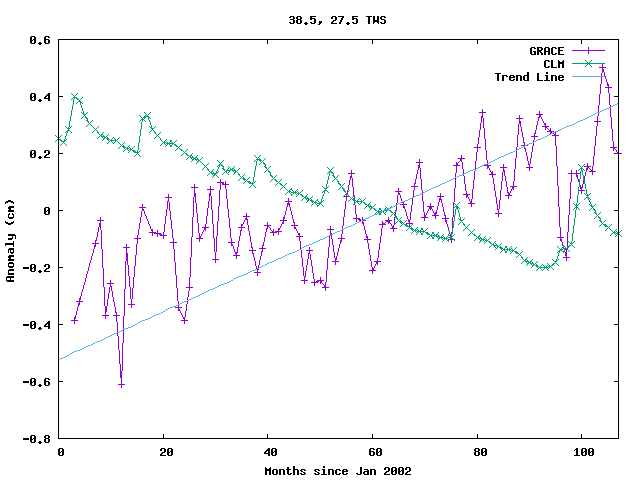 38.5, 27.5 TWS
GRACE
CLM
Trend Line
0.6
0.4
0.2
0
-0.2
-0.4
-0.6
-0.8
Anomaly (cm)
0 20 40 60 80 100
Months since Jan 2002